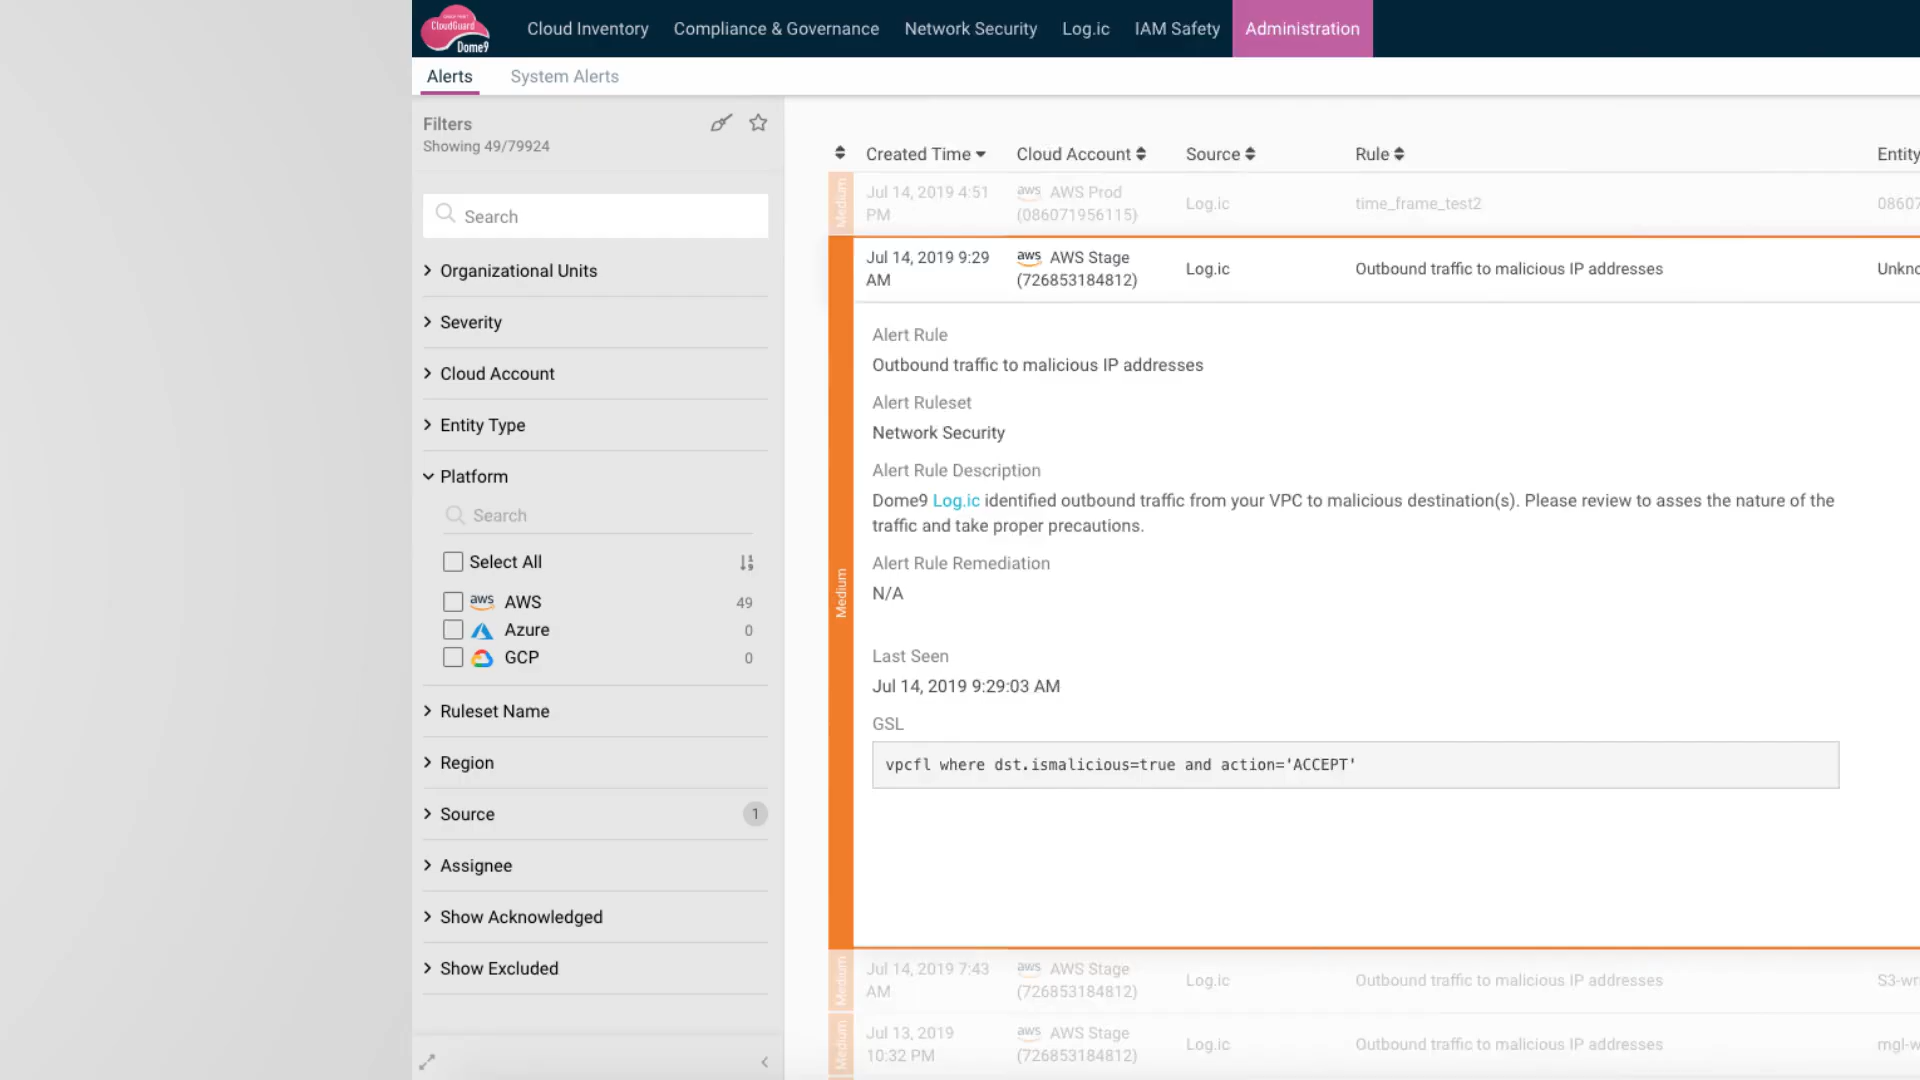 CloudGuard
Dome9
Cloud Inventory
Compliance & Governance
Network Security
Log.ic
IAM Safety
Administration
Alerts
System Alerts
Filters
Showing 49/79924
Search
Organizational Units
Severity
Cloud Account
Entity Type
Platform
Search
Select All
aws AWS 49
Azure 0
GCP 0
Ruleset Name
Region
Source 1
Assignee
Show Acknowledged
Show Excluded
Created Time
Cloud Account
Source
Rule
Entity
Medium
Jul 14, 2019 4:51
PM
aws AWS Prod
(086071956115)
Log.ic
time_frame_test2
08607
Medium
Jul 14, 2019 9:29
AM
aws AWS Stage
(726853184812)
Log.ic
Outbound traffic to malicious IP addresses
Unkno
Alert Rule
Outbound traffic to malicious IP addresses
Alert Ruleset
Network Security
Alert Rule Description
Dome9 Log.ic identified outbound traffic from your VPC to malicious destination(s). Please review to asses the nature of the
traffic and take proper precautions.
Alert Rule Remediation
N/A
Last Seen
Jul 14, 2019 9:29:03 AM
GSL
vpcfl where dst.ismalicious=true and action='ACCEPT'
Medium
Jul 14, 2019 7:43
AM
aws AWS Stage
(726853184812)
Log.ic
Outbound traffic to malicious IP addresses
S3-wr
Medium
Jul 13, 2019
10:32 PM
aws AWS Stage
(726853184812)
Log.ic
Outbound traffic to malicious IP addresses
mgl-w